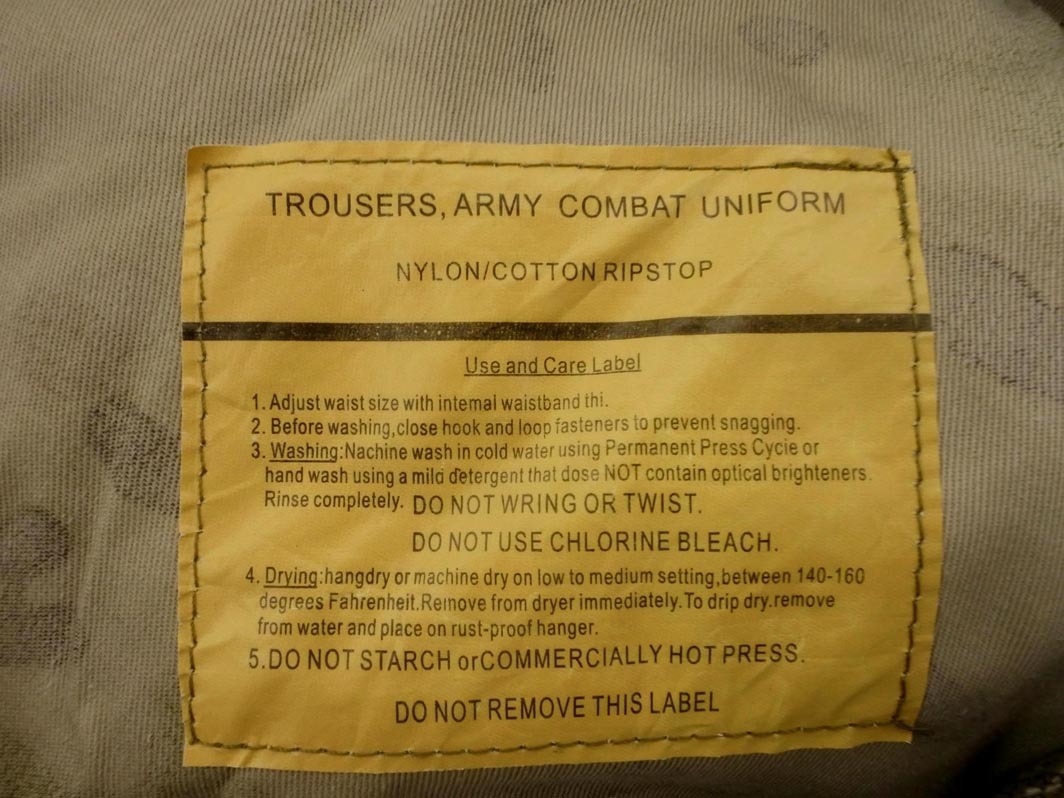 TROUSERS, ARMY COMBAT UNIFORM
NYLON/COTTON RIPSTOP
Use and Care Label
1. Adjust waist size with intemal waistband thi.
2. Before washing,close hook and loop fasteners to prevent snagging.
3. Washing:Nachine wash in cold water using Permanent Press Cycie or
hand wash using a mild detergent that dose NOT contain optical brighteners.
Rinse completely. DO NOT WRING OR TWIST.
DO NOT USE CHLORINE BLEACH.
4. Drying:hangdry or machine dry on low to medium setting,between 140-160
degrees Fahrenheit.Remove from dryer immediately.To drip dry.remove
from water and place on rust-proof hanger.
5.DO NOT STARCH orCOMMERCIALLY HOT PRESS.
DO NOT REMOVE THIS LABEL